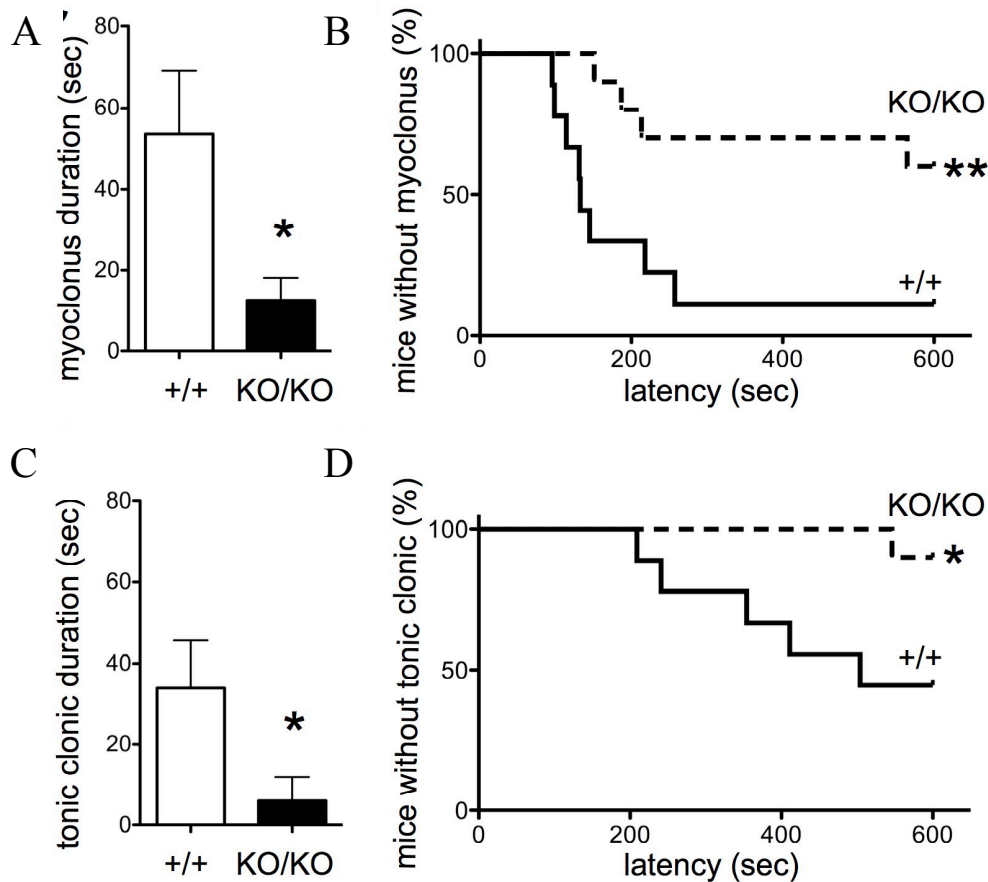 A
myoclonus duration (sec)
80
60
40
20
0
*
+/+ KO/KO
B
mice without myoclonus (%)
100
50
0
KO/KO
**
+/+
0 200 400 600
latency (sec)
C
tonic clonic duration (sec)
80
60
40
20
0
*
+/+ KO/KO
D
mice without tonic clonic (%)
100
50
0
KO/KO
*
+/+
0 200 400 600
latency (sec)